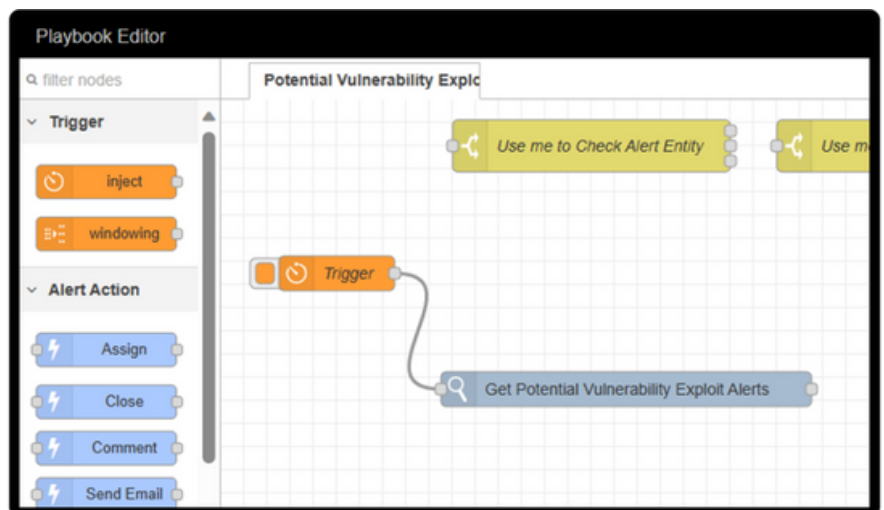 Playbook Editor
filter nodes
Potential Vulnerability Explo
Trigger
inject
windowing
Alert Action
Assign
Close
Comment
Send Email
Use me to Check Alert Entity
Use m
Trigger
Get Potential Vulnerability Exploit Alerts